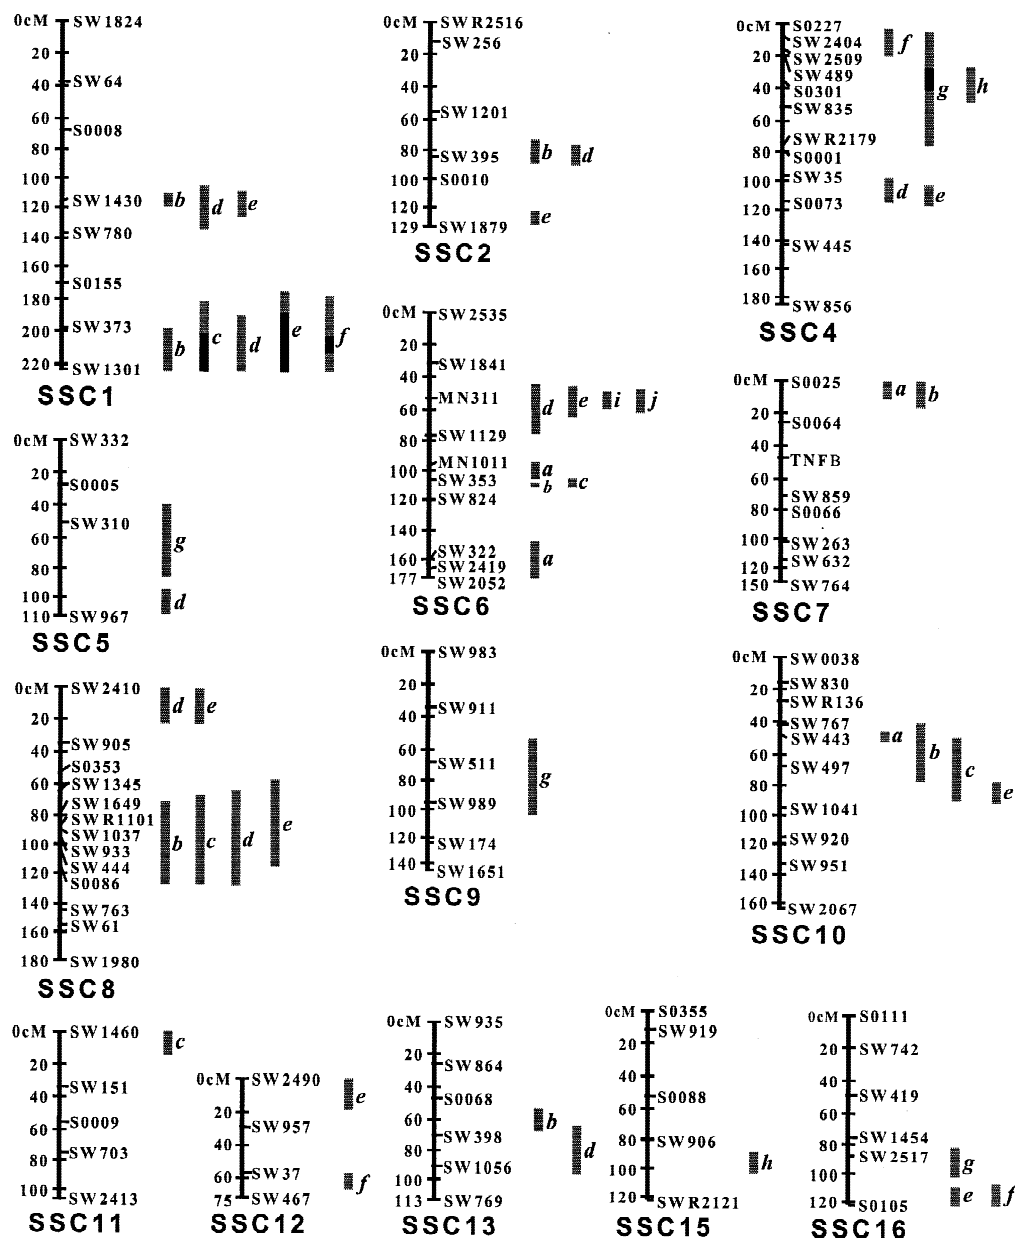 0cM SW1824
20
SW64
40
60
S0008
80
100
SW1430 b d e
120
SW780
140
160
S0155
180
SW373
200
b c d e f
220
SW1301
SSC1
0cM SWR2516
SW256
20
40
SW1201
60
80
SW395 b d
100 S0010
120
129 SW1879 e
SSC2
0cM S0227
SW2404 f
20
SW2509
SW489
40 S0301 g h
SW835
60
SWR2179
80
S0001
100 SW35
d e
120 S0073
140
SW445
160
180
SW856
SSC4
0cM SW332
20
S0005
40
SW310
60 g
80
100 d
110 SW967
SSC5
0cM SW2535
20
SW1841
40
MN311 d e i j
60
80 SW1129
MN1011 a
100
SW353 b c
120 SW824
140
SW322
160 a
SW2419
177
SW2052
SSC6
0cM S0025
a b
20
S0064
40
TNFB
60
SW859
80 S0066
100
SW263
SW632
120
150 SW764
SSC7
0cM SW2410
d e
20
SW905
40
S0353
60 SW1345
SW1649
80
SWR1101
SW1037
100 b c d e
SW933
SW444
120
S0086
140
SW763
SW61
160
180 SW1980
SSC8
0cM SW983
20
SW911
40
60
SW511
80 g
SW989
100
120
SW174
140
SW1651
SSC9
0cM SW0038
SW830
20
SWR136
40 SW767
SW443 a b c
60
SW497
80 e
100 SW1041
120 SW920
SW951
140
160
SW2067
SSC10
0cM SW1460
c
20
SW151
40
S0009
60
SW703
80
100
SW2413
SSC11
0cM SW2490
e
20
SW957
40
SW37
60 f
75 SW467
SSC12
0cM SW935
20
SW864
40
S0068
60 b
SW398
80 d
SW1056
100
113 SW769
SSC13
0cM S0355
SW919
20
40
S0088
60
80 SW906
100 h
120 SWR2121
SSC15
0cM S0111
20 SW742
40
SW419
60
SW1454
80
SW2517
100 g
e f
120 S0105
SSC16